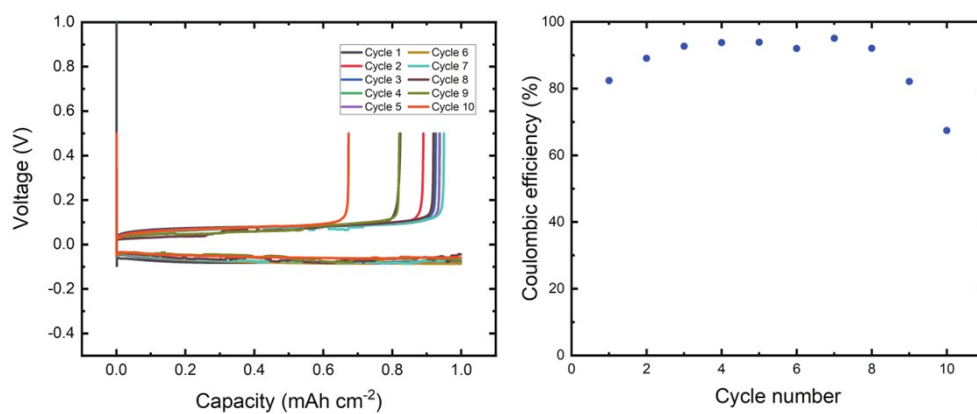 1.0
0.8
0.6
0.4
0.2
0.0
-0.2
-0.4
Voltage (V)
Cycle 1
Cycle 2
Cycle 3
Cycle 4
Cycle 5
Cycle 6
Cycle 7
Cycle 8
Cycle 9
Cycle 10
0.0 0.2 0.4 0.6 0.8 1.0
Capacity (mAh cm⁻²)
100
80
60
40
20
0
Coulombic efficiency (%)
0 2 4 6 8 10
Cycle number